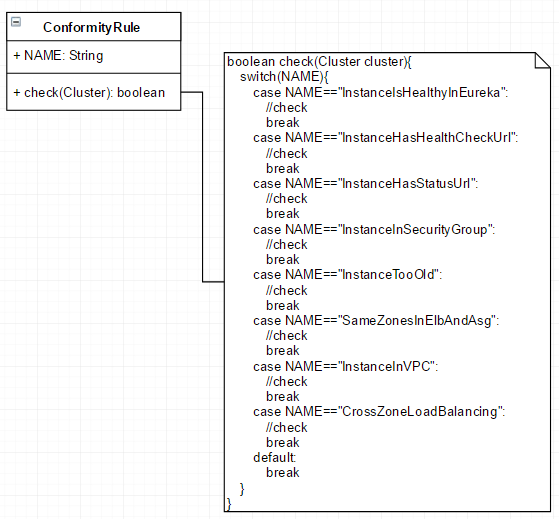 ConformityRule
+ NAME: String
+ check(Cluster): boolean
boolean check(Cluster cluster){
switch(NAME){
case NAME=="InstanceIsHealthyInEureka":
//check
break
case NAME=="InstanceHasHealthCheckUrl:
//check
break
case NAME=="InstanceHasStatusUrl":
//check
break
case NAME=="InstanceInSecurityGroup":
//check
break
case NAME=="InstanceTooOld":
//check
break
case NAME=="SameZonesInElbAndAsg":
//check
break
case NAME=="InstanceInVPC":
//check
break
case NAME=="CrossZoneLoadBalancing":
//check
break
default:
break
}
}